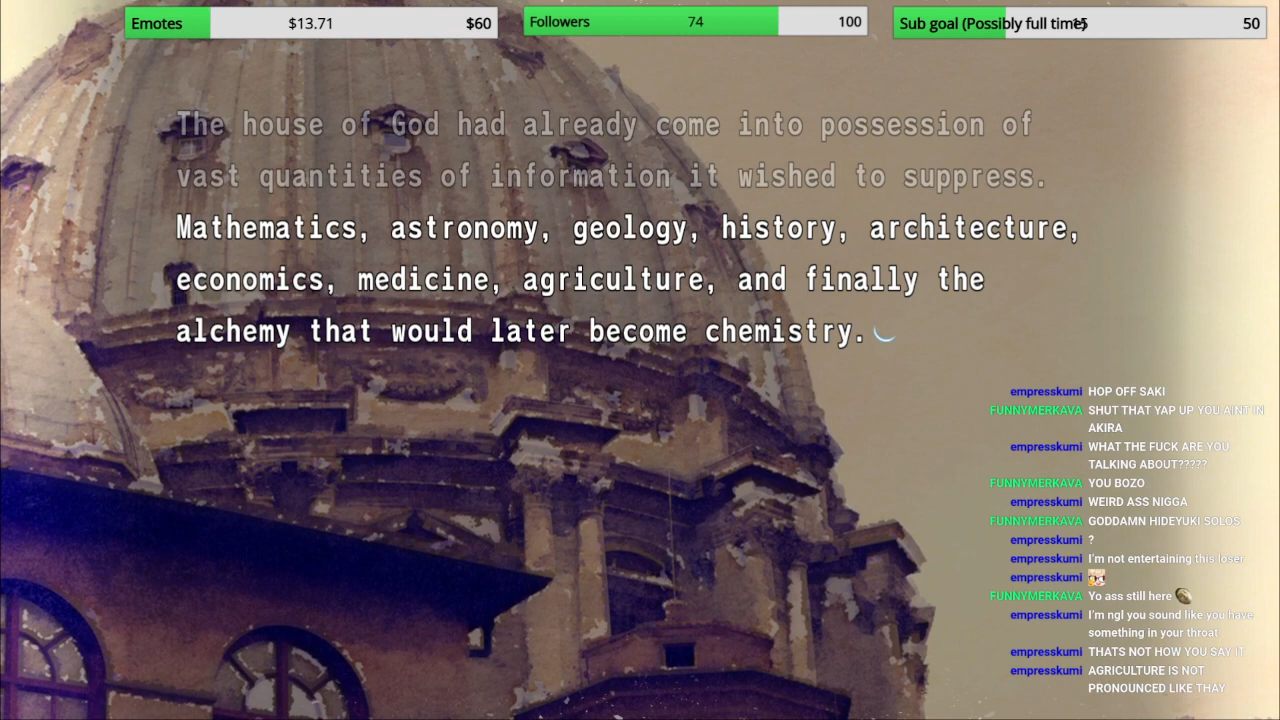 Emotes $13.71 $60
Followers 74 100
Sub goal (Possibly full time) 15 50
The house of God had already come into possession of
vast quantities of information it wished to suppress.
Mathematics, astronomy, geology, history, architecture,
economics, medicine, agriculture, and finally the
alchemy that would later become chemistry.
empresskumi HOP OFF SAKI
FUNNYMERKAVA SHUT THAT YAP UP YOU AINT IN
AKIRA
empresskumi WHAT THE FUCK ARE YOU
TALKING ABOUT?????
FUNNYMERKAVA YOU BOZO
empresskumi WEIRD ASS NIGGA
FUNNYMERKAVA GODDAMN HIDEYUKI SOLOS
empresskumi ?
empresskumi I'm not entertaining this loser
empresskumi
FUNNYMERKAVA Yo ass still here
empresskumi I'm ngl you sound like you have
something in your throat
empresskumi THATS NOT HOW YOU SAY IT
empresskumi AGRICULTURE IS NOT
PRONOUNCED LIKE THAY